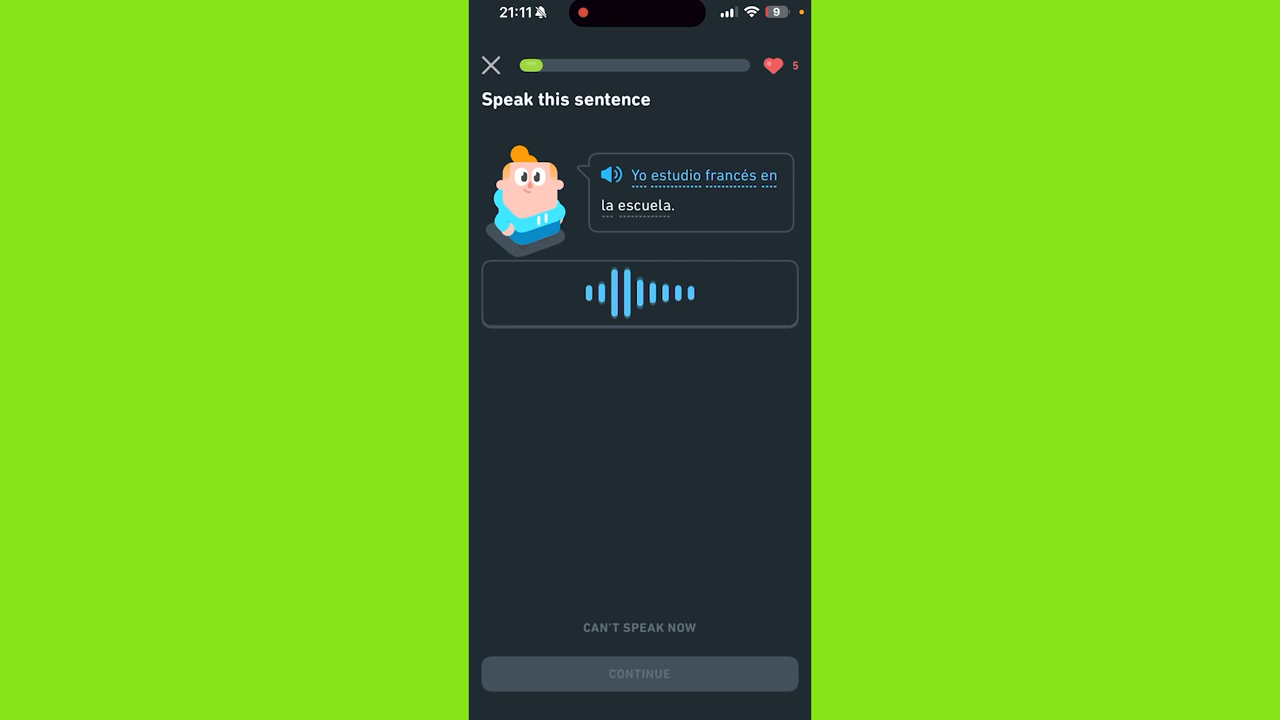 21:11
9
5
Speak this sentence
Yo estudio francés en
la escuela.
CAN'T SPEAK NOW
CONTINUE